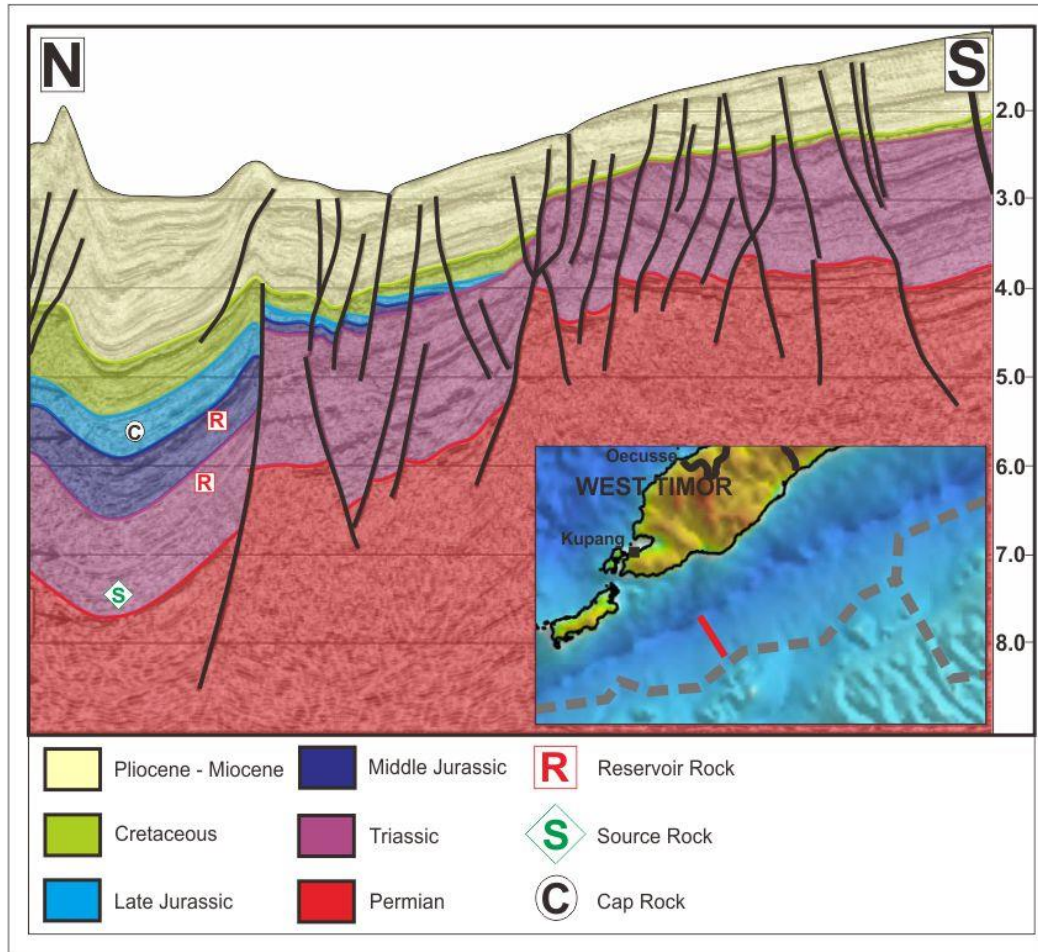 N
S
2.0
3.0
4.0
5.0
6.0
7.0
8.0
R
C
R
S
Oecusse
WEST TIMOR
Kupang
Pliocene - Miocene
Middle Jurassic
R
Reservoir Rock
Cretaceous
Triassic
S
Source Rock
Late Jurassic
Permian
C
Cap Rock